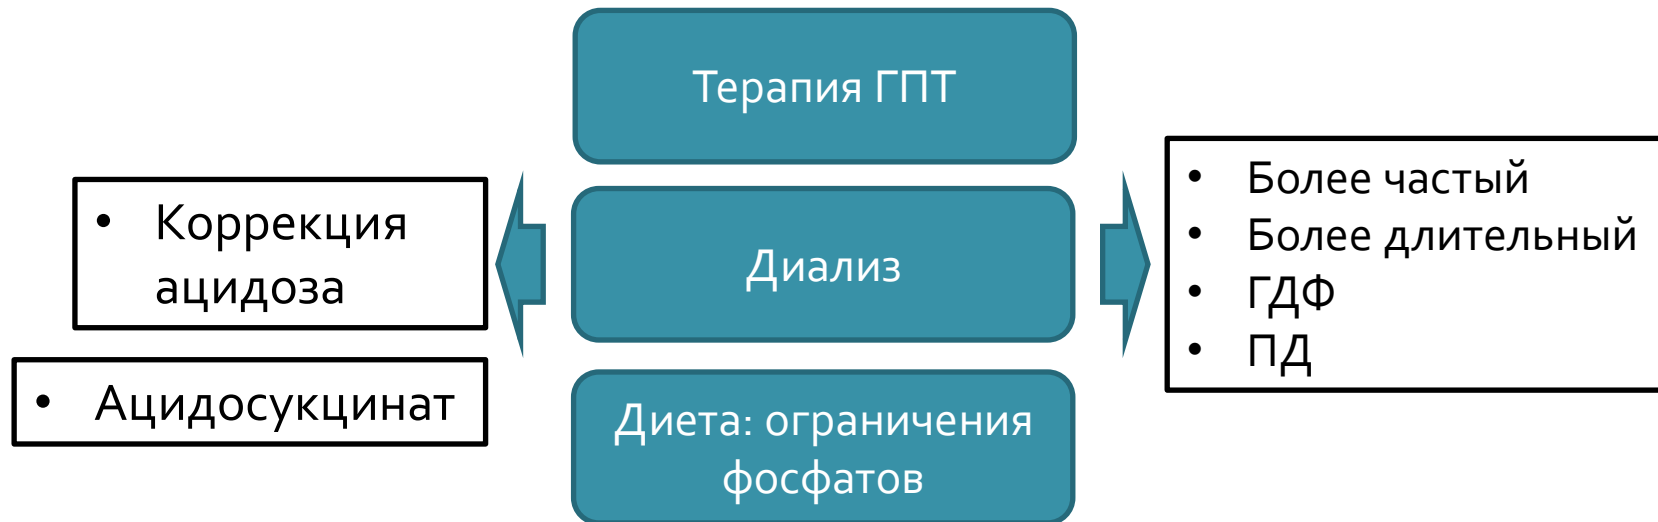 Терапия ГПТ
• Коррекция
ацидоза
• Ацидосукцинат
Диализ
• Более частый
• Более длительный
• ГДФ
• ПД
Диета: ограничения
фосфатов